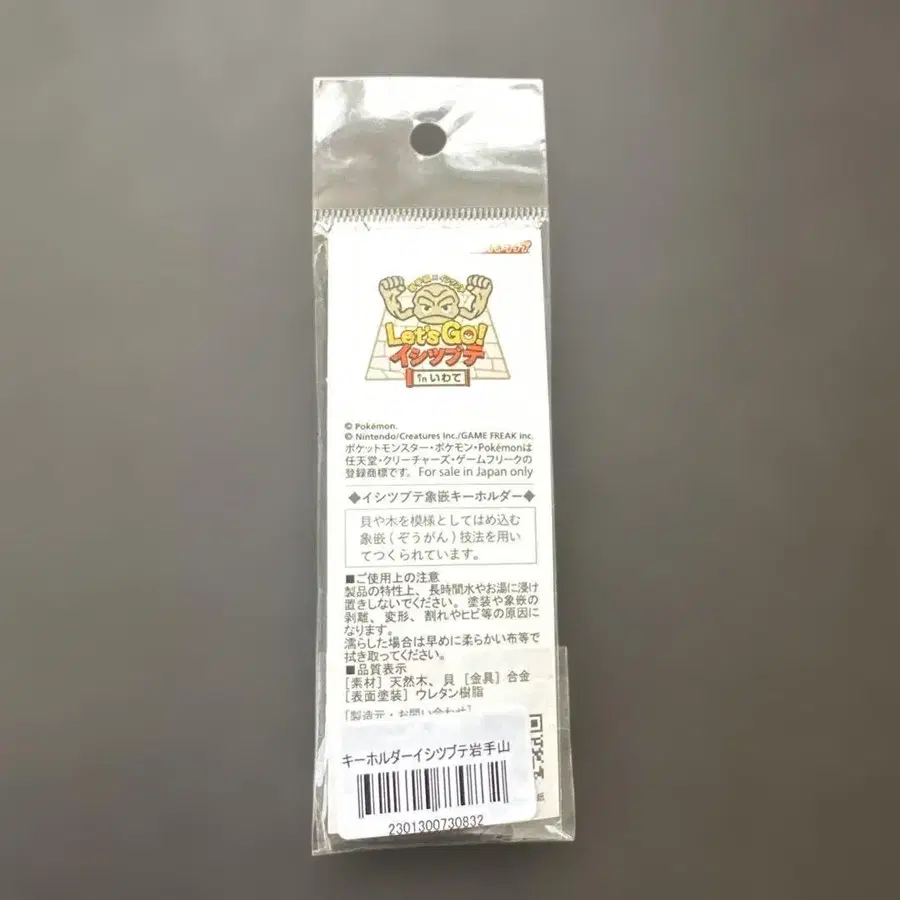 Let's Go!
イシツブテ
in いわて
© Pokémon.
© Nintendo/Creatures Inc./GAME FREAK inc.
ポケットモンスター・ポケモン・Pokémonは
任天堂・クリーチャーズ・ゲームフリークの
登録商標です。 For sale in Japan only
◆イシツブテ象嵌キーホルダー◆
貝や木を模様としてはめ込む
象嵌(ぞうがん)技法を用い
てつくられています。
■ご使用上の注意
製品の特性上、長時間水やお湯に浸け
置きしないでください。塗装や象嵌の
剥離、変形、割れやヒビ等の原因に
なります。
濡らした場合は早めに柔らかい布等で
拭き取ってください。
■品質表示
[素材] 天然木、貝 [金具] 合金
[表面塗装] ウレタン樹脂
[製造元・お問い合わせ]
キーホルダーイシツブテ岩手山
2301300730832
紙